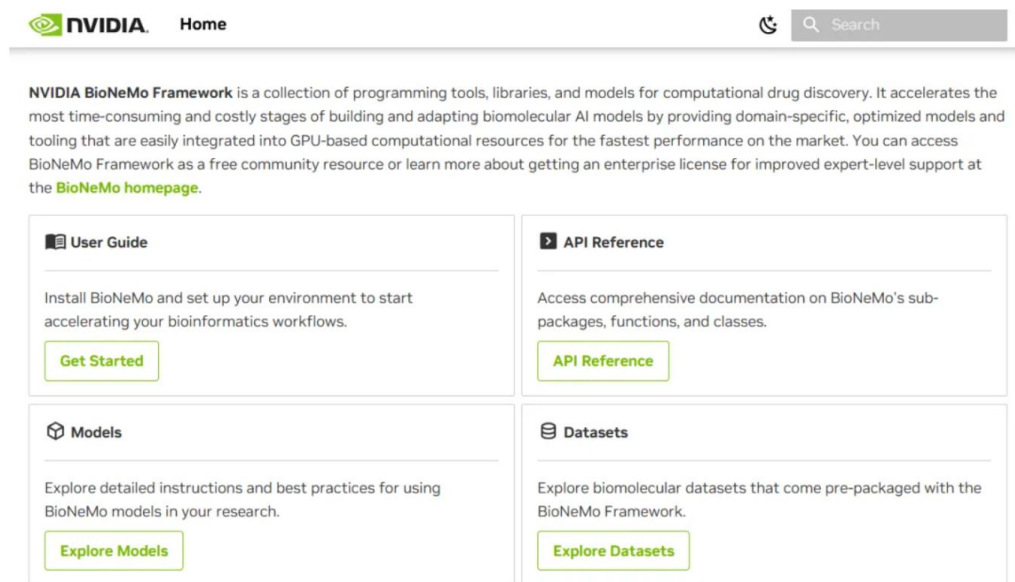 NVIDIA. Home Search
NVIDIA BioNeMo Framework is a collection of programming tools, libraries, and models for computational drug discovery. It accelerates the
most time-consuming and costly stages of building and adapting biomolecular AI models by providing domain-specific, optimized models and
tooling that are easily integrated into GPU-based computational resources for the fastest performance on the market. You can access
BioNeMo Framework as a free community resource or learn more about getting an enterprise license for improved expert-level support at
the BioNeMo homepage.
User Guide
Install BioNeMo and set up your environment to start
accelerating your bioinformatics workflows.
Get Started
API Reference
Access comprehensive documentation on BioNeMo's sub-
packages, functions, and classes.
API Reference
Models
Explore detailed instructions and best practices for using
BioNeMo models in your research.
Explore Models
Datasets
Explore biomolecular datasets that come pre-packaged with the
BioNeMo Framework.
Explore Datasets